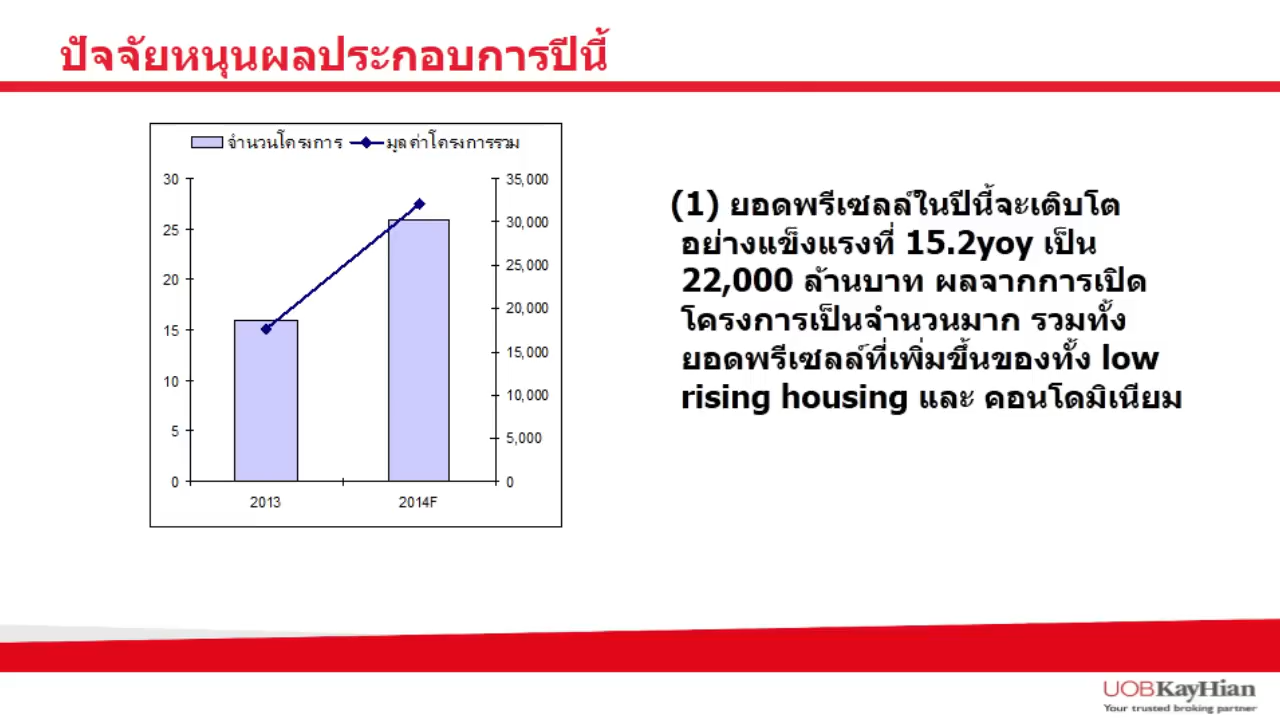 ปัจจัยหนุนผลประกอบการปีนี้
จำนวนโครงการ มูลค่าโครงการรวม
30
25
20
15
10
5
0
35,000
30,000
25,000
20,000
15,000
10,000
5,000
0
2013 2014F
(1) ยอดพรีเซลล์ในปีนี้จะเติบโต
อย่างแข็งแรงที่ 15.2yoy เป็น
22,000 ล้านบาท ผลจากการเปิด
โครงการเป็นจำนวนมาก รวมทั้ง
ยอดพรีเซลล์ที่เพิ่มขึ้นของทั้ง low
rising housing และ คอนโดมิเนียม
UOBKayHian
Your trusted broking partner